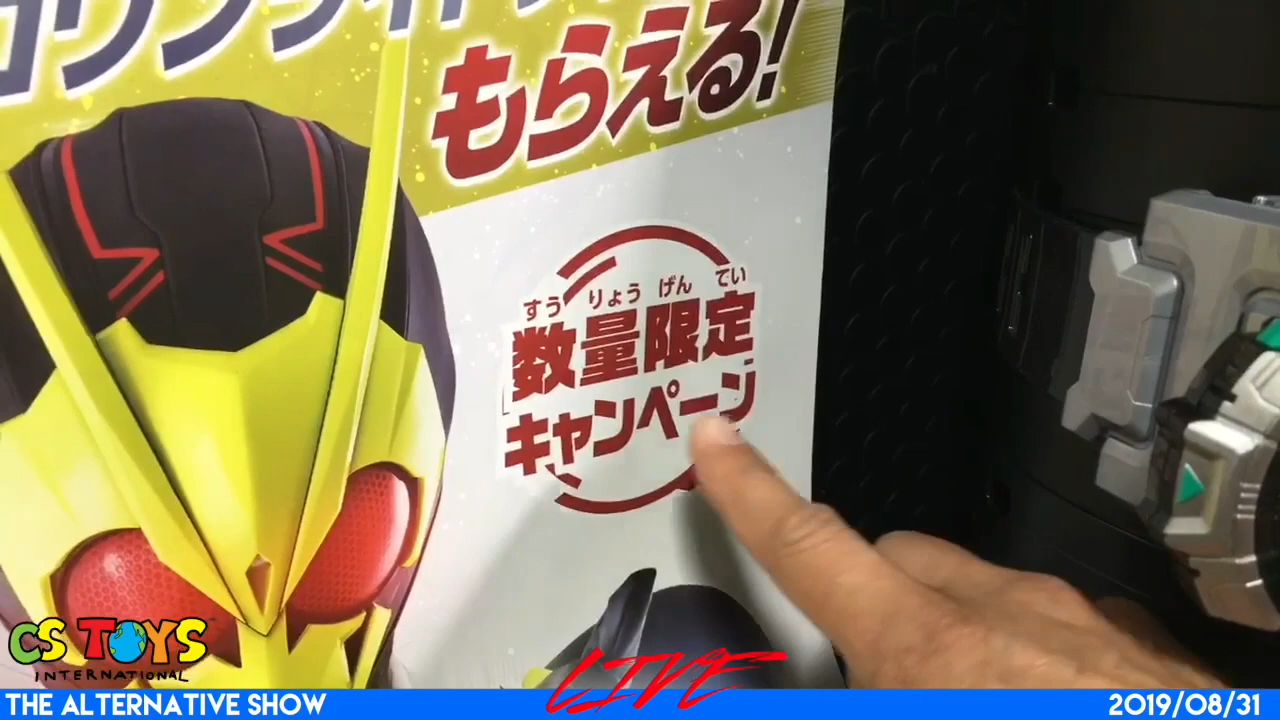 もらえる!
すうりょうげんてい
数量限定
キャンペーン
CS TOYS
INTERNATIONAL
LIVE
THE ALTERNATIVE SHOW
2019/08/31